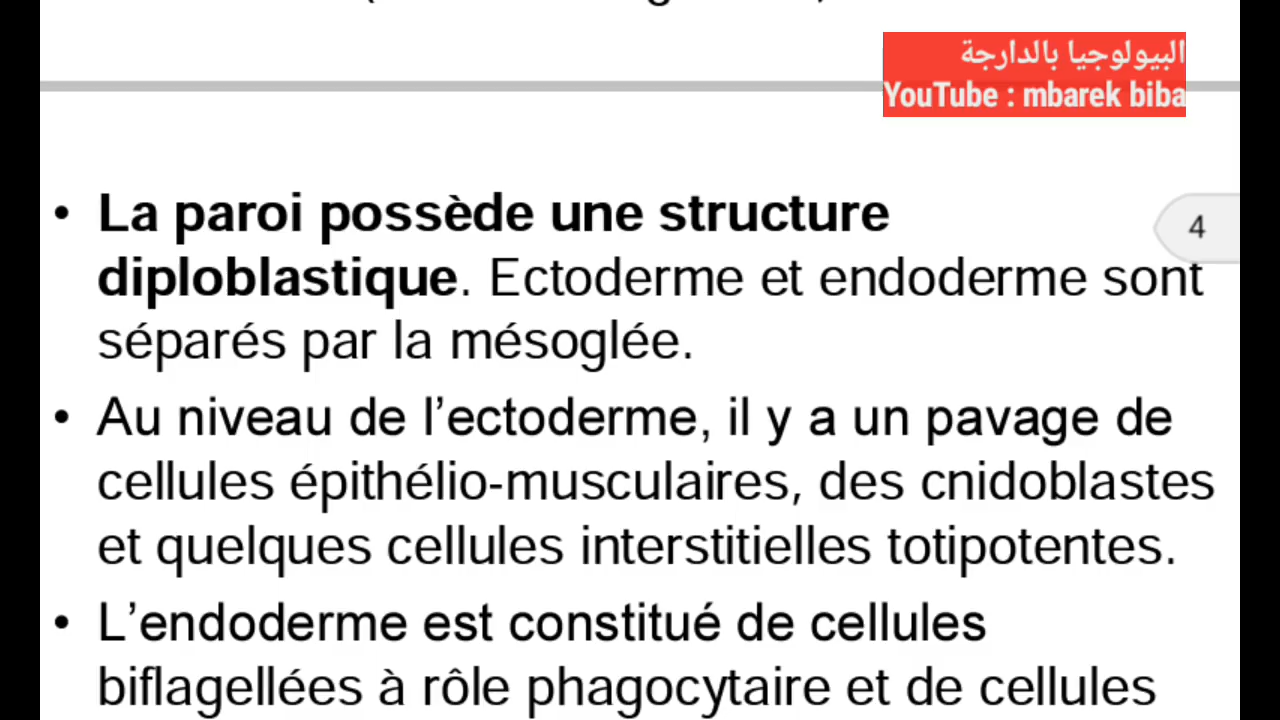 البيولوجيا بالدارجة
YouTube : mbarek biba
• La paroi possède une structure
4
diploblastique. Ectoderme et endoderme sont
séparés par la mésoglée.
• Au niveau de l’ectoderme, il y a un pavage de
cellules épithélio-musculaires, des cnidoblastes
et quelques cellules interstitielles totipotentes.
• L’endoderme est constitué de cellules
biflagellées à rôle phagocytaire et de cellules